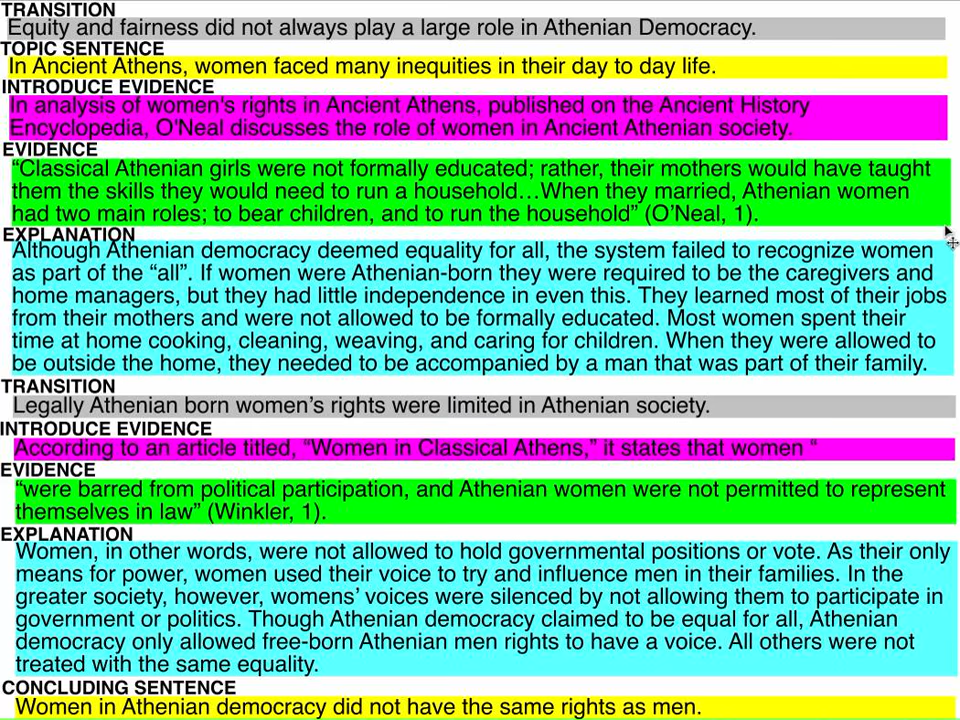 TRANSITION
Equity and fairness did not always play a large role in Athenian Democracy.
TOPIC SENTENCE
In Ancient Athens, women faced many inequities in their day to day life.
INTRODUCE EVIDENCE
In analysis of women's rights in Ancient Athens, published on the Ancient History
Encyclopedia, O'Neal discusses the role of women in Ancient Athenian society.
EVIDENCE
“Classical Athenian girls were not formally educated; rather, their mothers would have taught
them the skills they would need to run a household…When they married, Athenian women
had two main roles; to bear children, and to run the household” (O’Neal, 1).
EXPLANATION
Although Athenian democracy deemed equality for all, the system failed to recognize women
as part of the “all”. If women were Athenian-born they were required to be the caregivers and
home managers, but they had little independence in even this. They learned most of their jobs
from their mothers and were not allowed to be formally educated. Most women spent their
time at home cooking, cleaning, weaving, and caring for children. When they were allowed to
be outside the home, they needed to be accompanied by a man that was part of their family.
TRANSITION
Legally Athenian born women’s rights were limited in Athenian society.
INTRODUCE EVIDENCE
According to an article titled, “Women in Classical Athens,” it states that women “
EVIDENCE
“were barred from political participation, and Athenian women were not permitted to represent
themselves in law” (Winkler, 1).
EXPLANATION
Women, in other words, were not allowed to hold governmental positions or vote. As their only
means for power, women used their voice to try and influence men in their families. In the
greater society, however, womens’ voices were silenced by not allowing them to participate in
government or politics. Though Athenian democracy claimed to be equal for all, Athenian
democracy only allowed free-born Athenian men rights to have a voice. All others were not
treated with the same equality.
CONCLUDING SENTENCE
Women in Athenian democracy did not have the same rights as men.